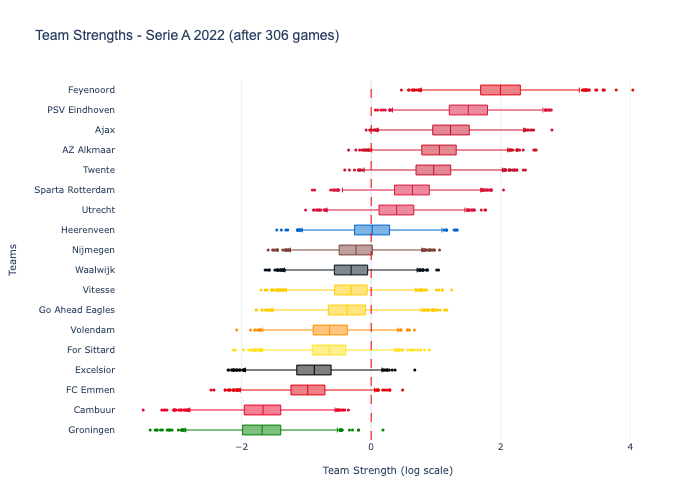 Team Strengths - Serie A 2022 (after 306 games)
Feyenoord
PSV Eindhoven
Ajax
AZ Alkmaar
Twente
Sparta Rotterdam
Utrecht
Heerenveen
Nijmegen
Waalwijk
Vitesse
Go Ahead Eagles
Volendam
For Sittard
Excelsior
FC Emmen
Cambuur
Groningen
Teams
−2 0 2 4
Team Strength (log scale)